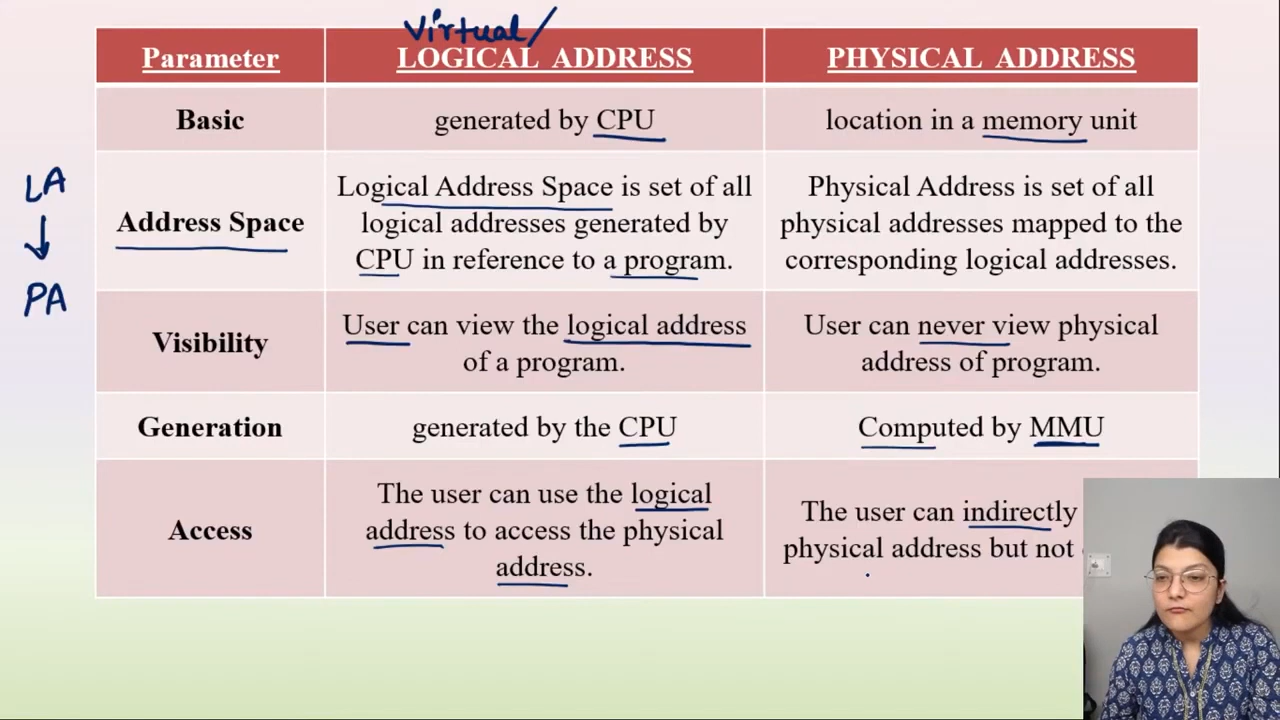 Virtual/
Parameter LOGICAL ADDRESS PHYSICAL ADDRESS
Basic generated by CPU location in a memory unit
LA
↓
PA
Address Space
Logical Address Space is set of all
logical addresses generated by
CPU in reference to a program.
Physical Address is set of all
physical addresses mapped to the
corresponding logical addresses.
Visibility
User can view the logical address
of a program.
User can never view physical
address of program.
Generation generated by the CPU Computed by MMU
Access
The user can use the logical
address to access the physical
address.
The user can indirectly
physical address but not